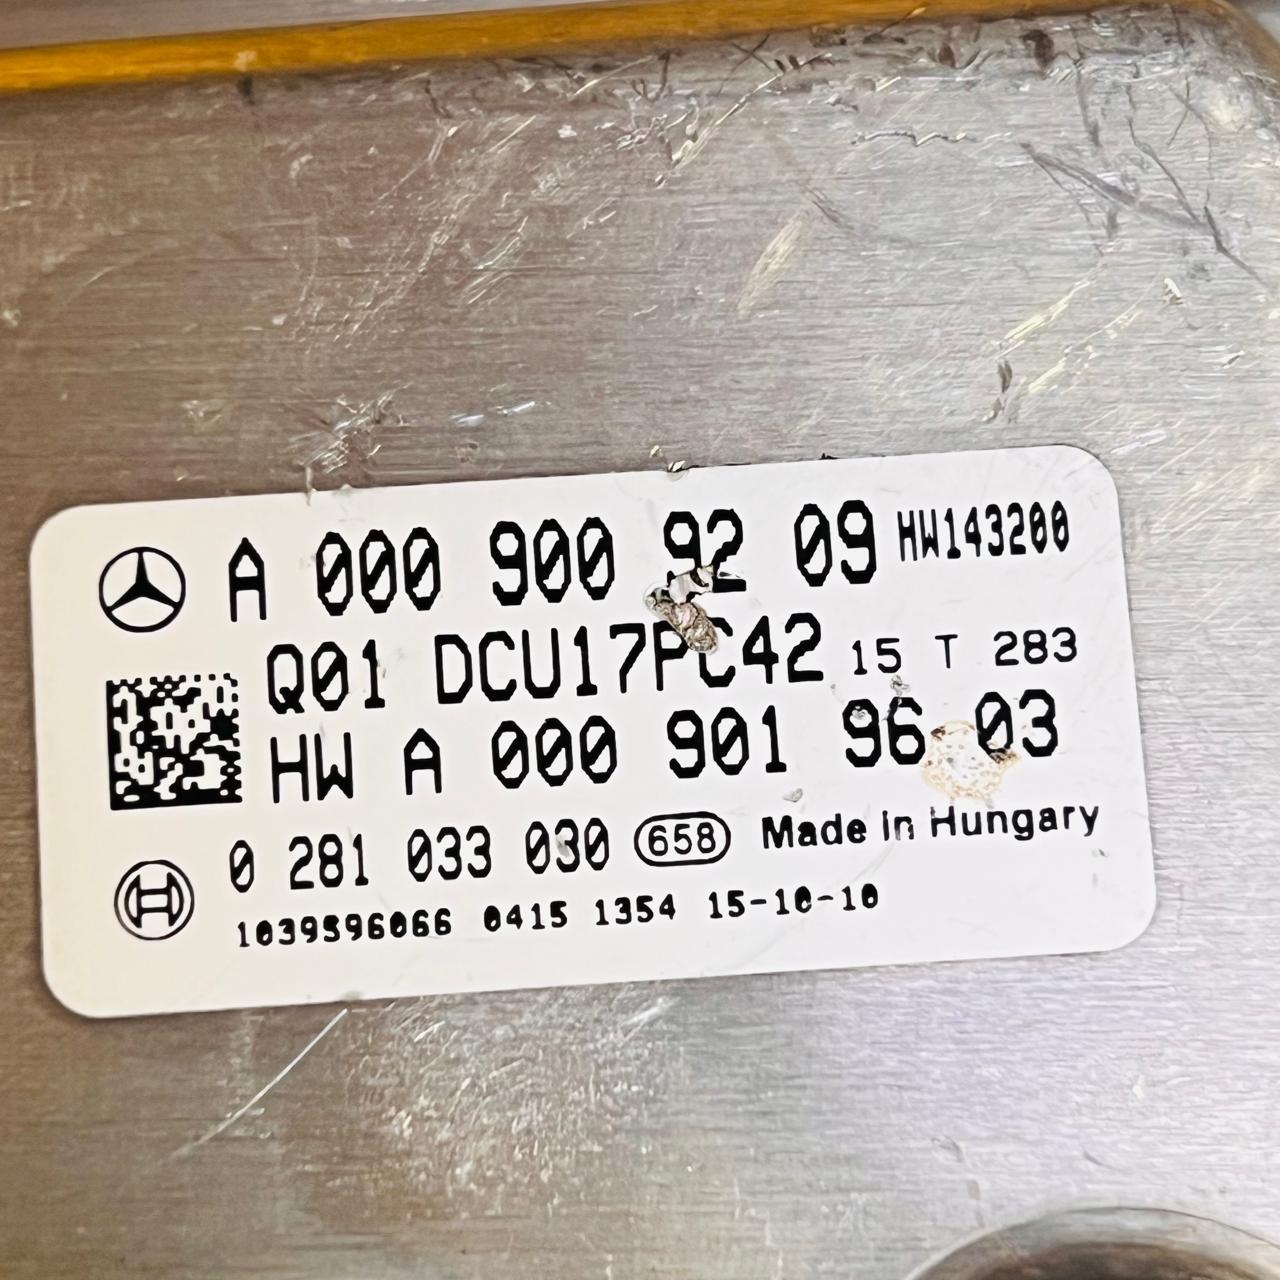 A 000 900 92 09 HW143200
Q01 DCU17PC42 15 T 283
HW A 000 901 96 03
0 281 033 030 658 Made in Hungary
1039S96066 0415 1354 15-10-10